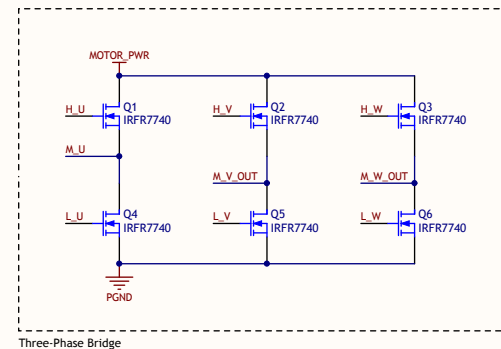 MOTOR_PWR
H_U
Q1
IRFR7740
H_V
Q2
IRFR7740
H_W
Q3
IRFR7740
M_U
M_V_OUT
M_W_OUT
L_U
Q4
IRFR7740
L_V
Q5
IRFR7740
L_W
Q6
IRFR7740
PGND
Three-Phase Bridge